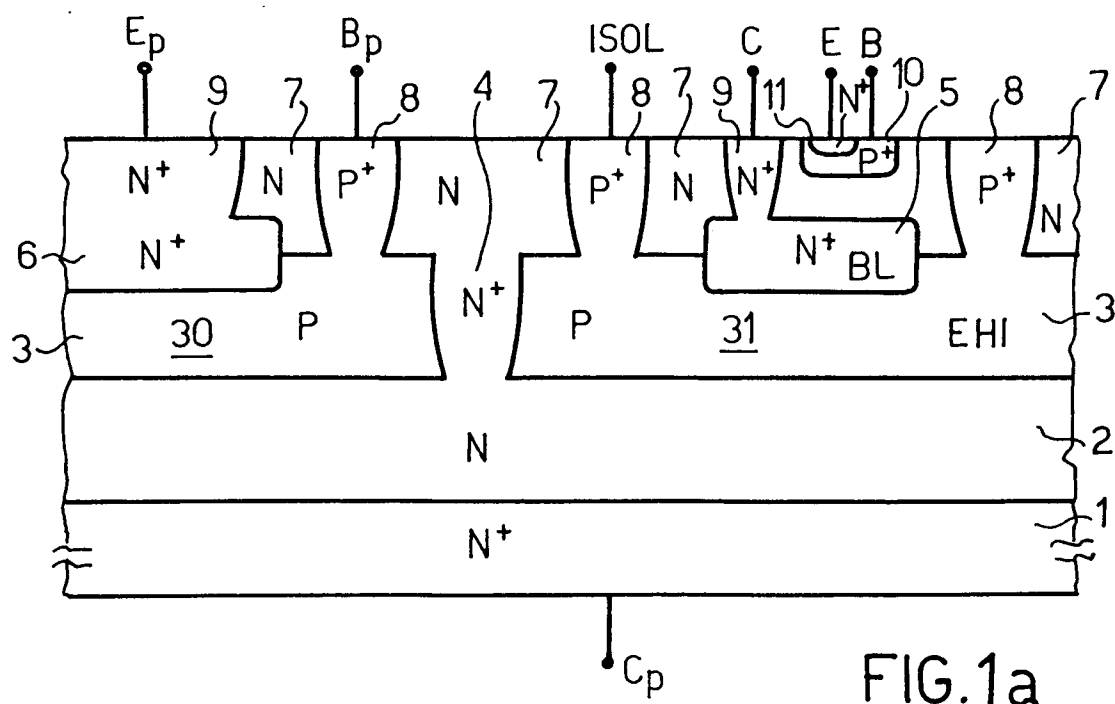 Ep Bp ISOL C E B
9 7 8 4 7 8 7 9 11 N+ 10 5 8 7
N+ N P+ N P+ N N+ P+ P+ N
6 N+ N+ N+ BL
3 30 P P 31 EHI 3
N 2
N+ 1
Cp
FIG.1a